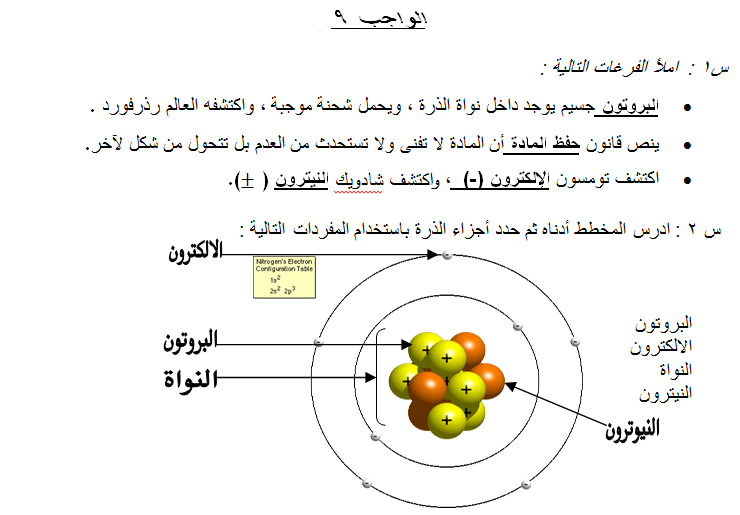 الواجب ٩
س١ : املأ الفرغات التالية :
البروتون جسيم يوجد داخل نواة الذرة ، ويحمل شحنة موجبة ، واكتشفه العالم رذرفورد .
ينص قانون حفظ المادة أن المادة لا تفنى ولا تستحدث من العدم بل تتحول من شكل لآخر.
اكتشف تومسون الإلكترون (-) ، واكتشف شادويك النيترون ( ±).
س ٢ : ادرس المخطط أدناه ثم حدد أجزاء الذرة باستخدام المفردات التالية :
الالكترون
Nitrogen's Electron
Configuration Table
1s²
2s² 2p³
البروتون
الالكترون
النواة
النيترون
البروتون
النواة
النيوترون
+
+
+
+
+
+